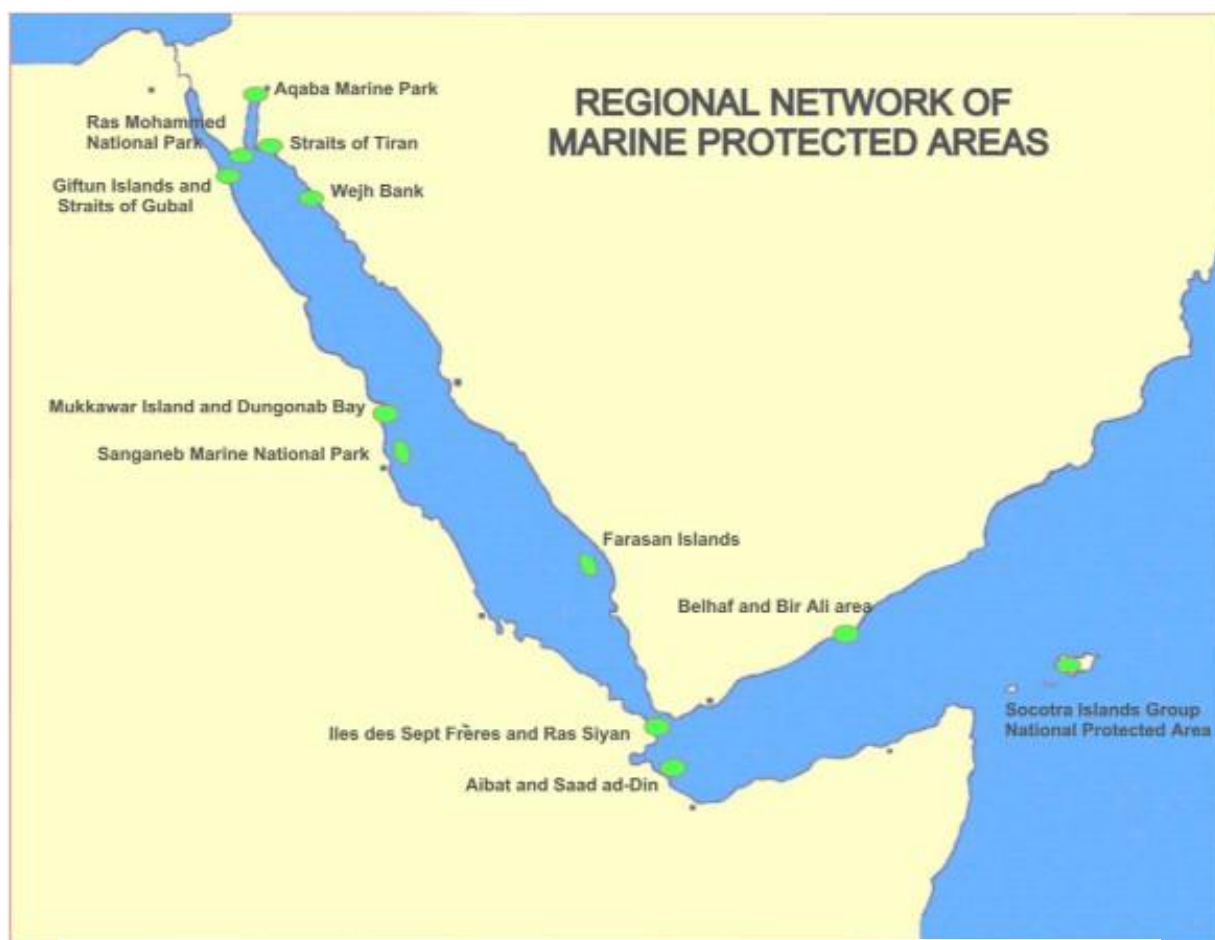 REGIONAL NETWORK OF
MARINE PROTECTED AREAS
Aqaba Marine Park
Ras Mohammed
National Park
Straits of Tiran
Giftun Islands and
Straits of Gubal
Wejh Bank
Mukkawar Island and Dungonab Bay
Sanganeb Marine National Park
Farasan Islands
Belhaf and Bir Ali area
Socotra Islands Group
National Protected Area
Iles des Sept Frères and Ras Siyan
Aibat and Saad ad-Din